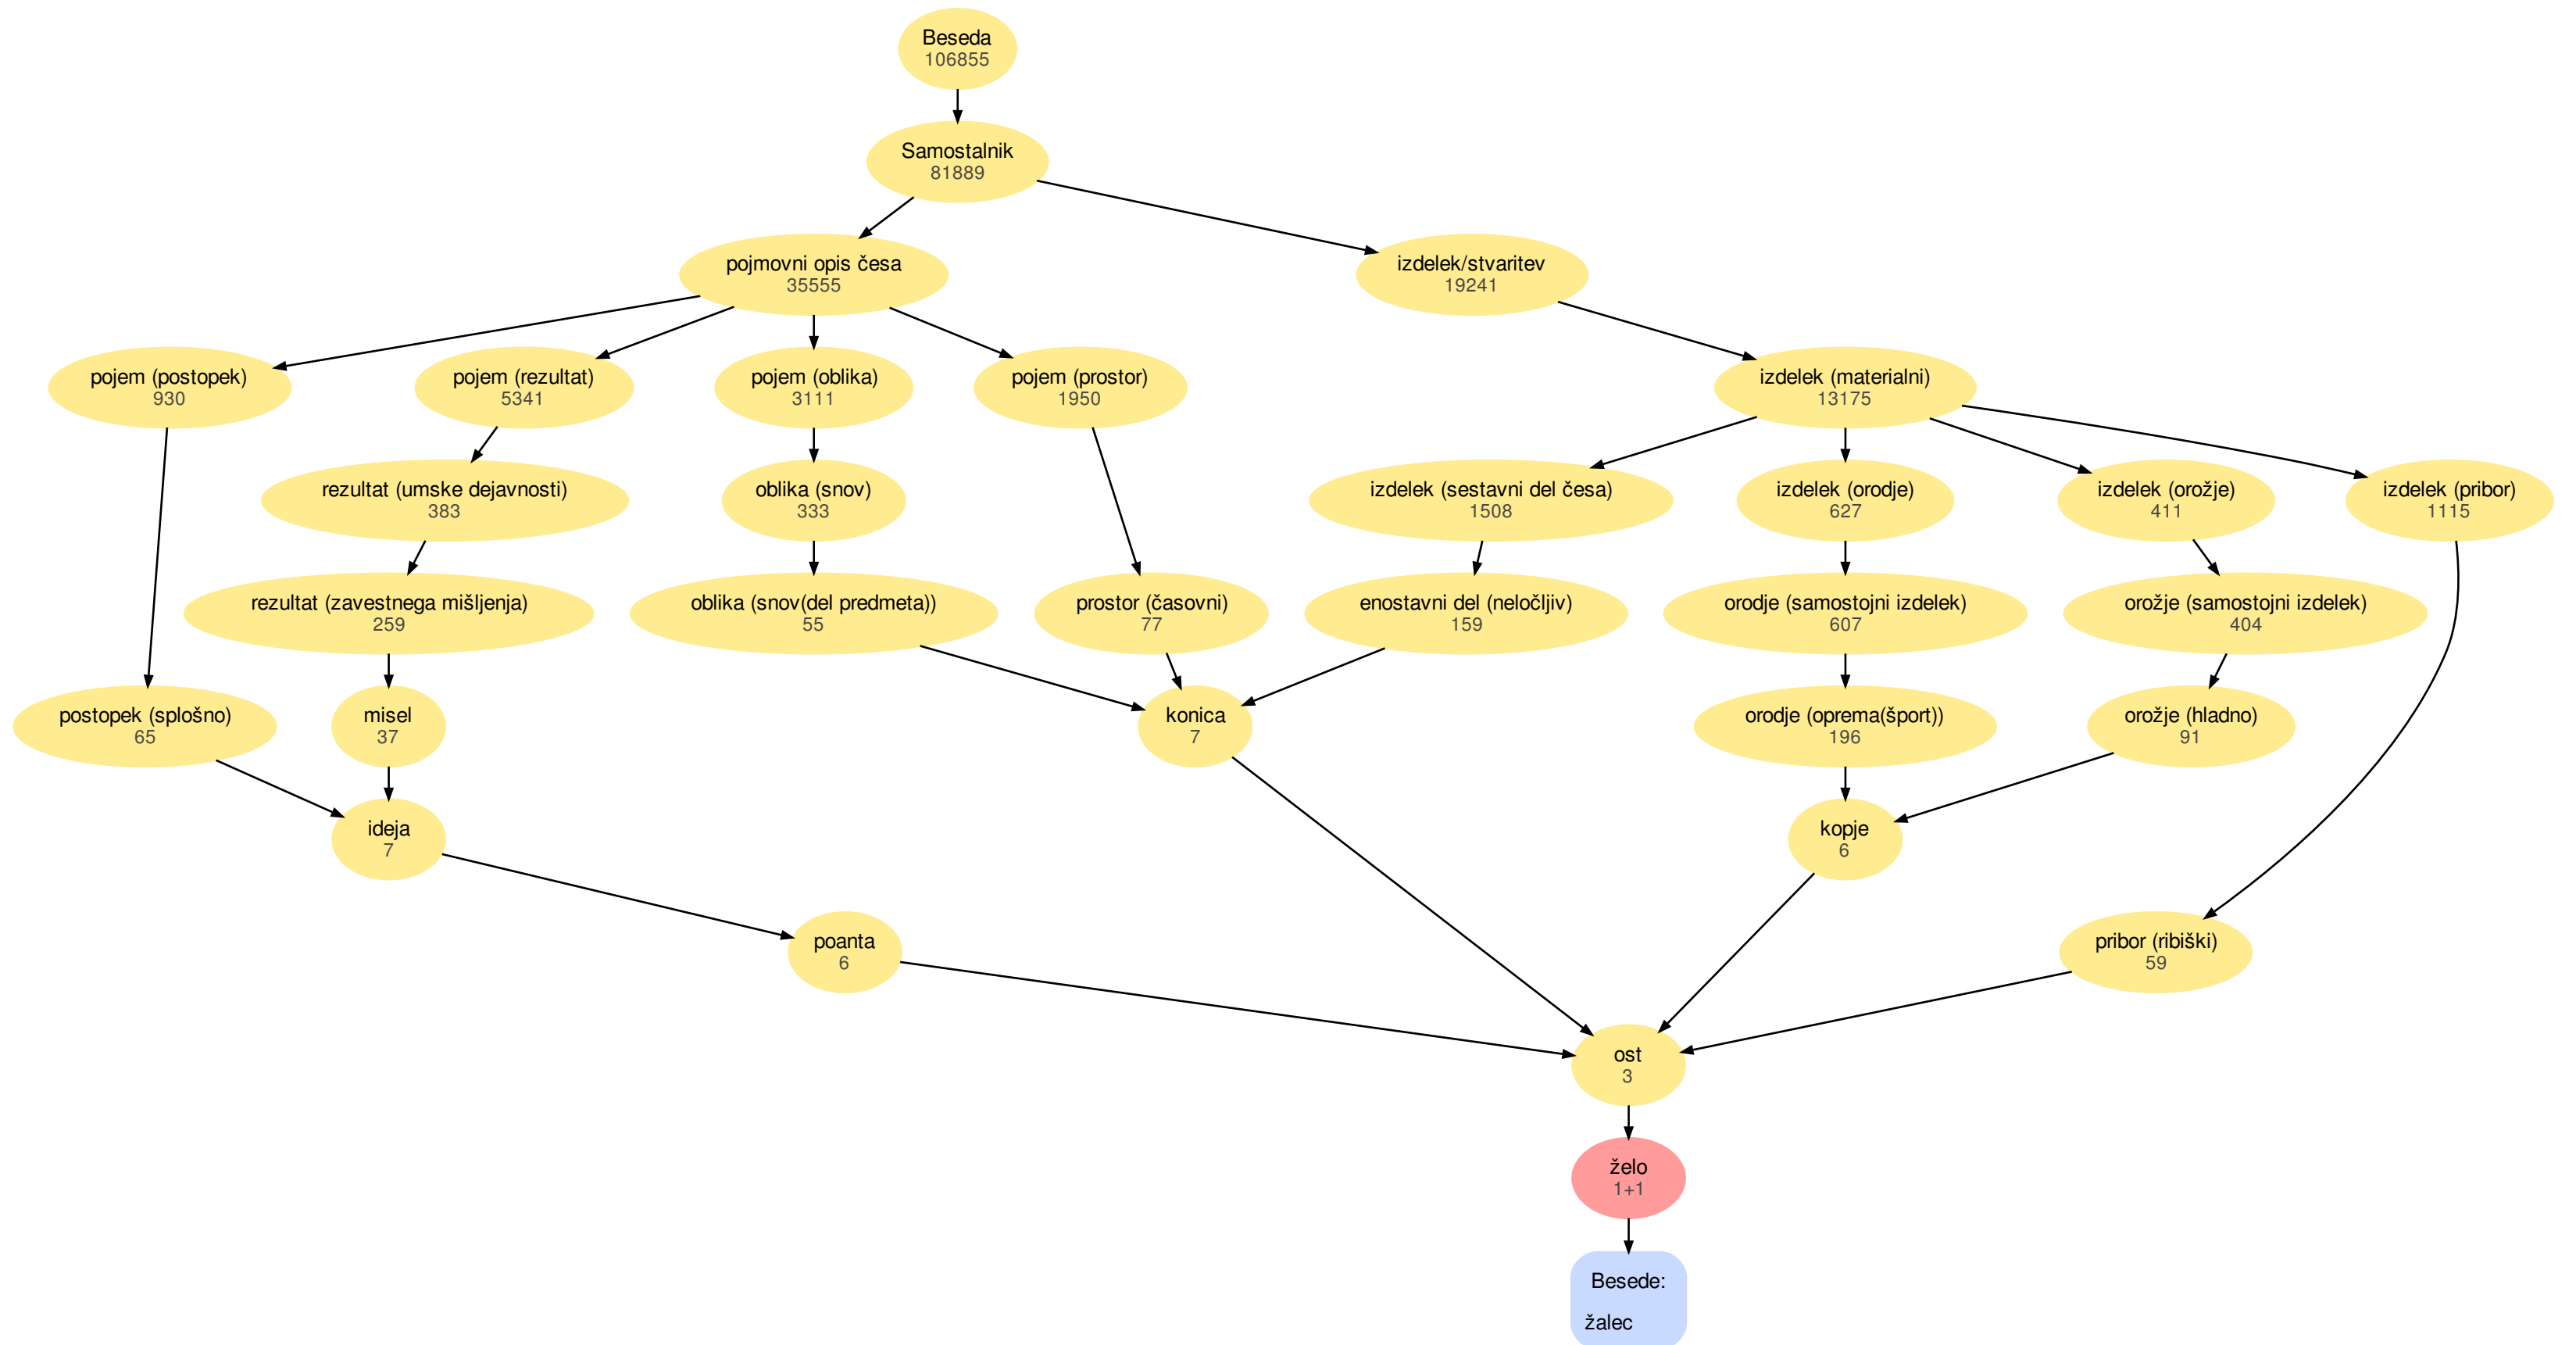 Beseda
106855
Samostalnik
81889
pojmovni opis česa
35555
izdelek/stvaritev
19241
pojem (postopek)
930
pojem (rezultat)
5341
pojem (oblika)
3111
pojem (prostor)
1950
izdelek (materialni)
13175
rezultat (umske dejavnosti)
383
oblika (snov)
333
izdelek (sestavni del česa)
1508
izdelek (orodje)
627
izdelek (orožje)
411
izdelek (pribor)
1115
rezultat (zavestnega mišljenja)
259
oblika (snov(del predmeta))
55
prostor (časovni)
77
enostavni del (neločljiv)
159
orodje (samostojni izdelek)
607
orožje (samostojni izdelek)
404
postopek (splošno)
65
misel
37
konica
7
orodje (oprema(šport))
196
orožje (hladno)
91
ideja
7
kopje
6
poanta
6
pribor (ribiški)
59
ost
3
želo
1+1
Besede:
žalec